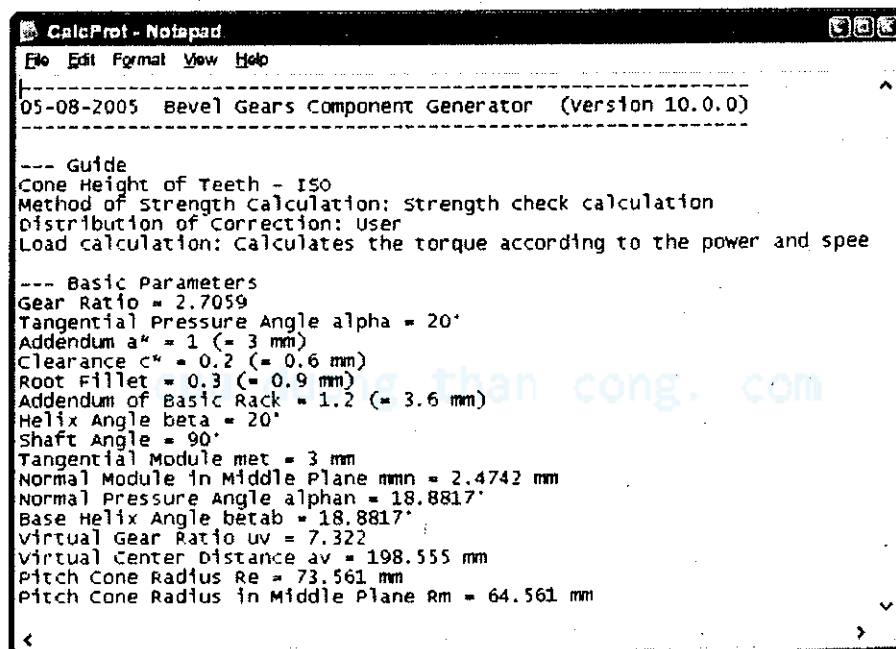 CalcProt - Notepad
File Edit Format View Help
05-08-2005 Bevel Gears Component Generator (version 10.0.0)
--- Guide
Cone Height of Teeth - ISO
Method of Strength Calculation: Strength check calculation
Distribution of Correction: User
Load calculation: Calculates the torque according to the power and spee
--- Basic Parameters
Gear Ratio = 2.7059
Tangential Pressure Angle alpha = 20°
Addendum a* = 1 (= 3 mm)
Clearance c* = 0.2 (= 0.6 mm)
Root Fillet = 0.3 (= 0.9 mm)
Addendum of Basic Rack = 1.2 (= 3.6 mm)
Helix Angle beta = 20°
Shaft Angle = 90°
Tangential Module met = 3 mm
Normal Module in Middle Plane mmn = 2.4742 mm
Normal Pressure Angle alphan = 18.8817°
Base Helix Angle betab = 18.8817°
Virtual Gear Ratio uv = 7.322
Virtual Center Distance av = 198.555 mm
Pitch Cone Radius Re = 73.561 mm
Pitch Cone Radius in Middle Plane Rm = 64.561 mm
than cong. com